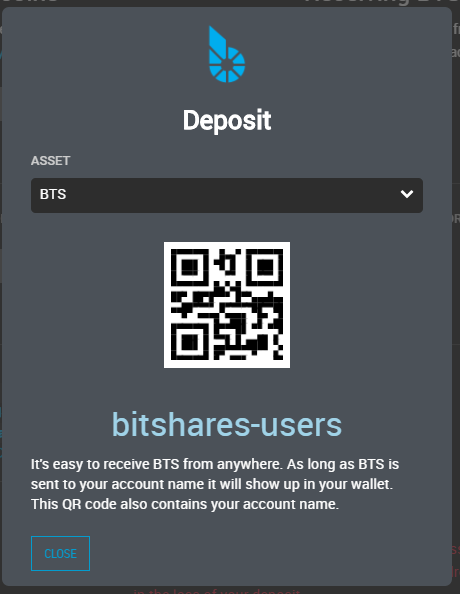 Deposit
ASSET
BTS
bitshares-users
It's easy to receive BTS from anywhere. As long as BTS is
sent to your account name it will show up in your wallet.
This QR code also contains your account name.
CLOSE